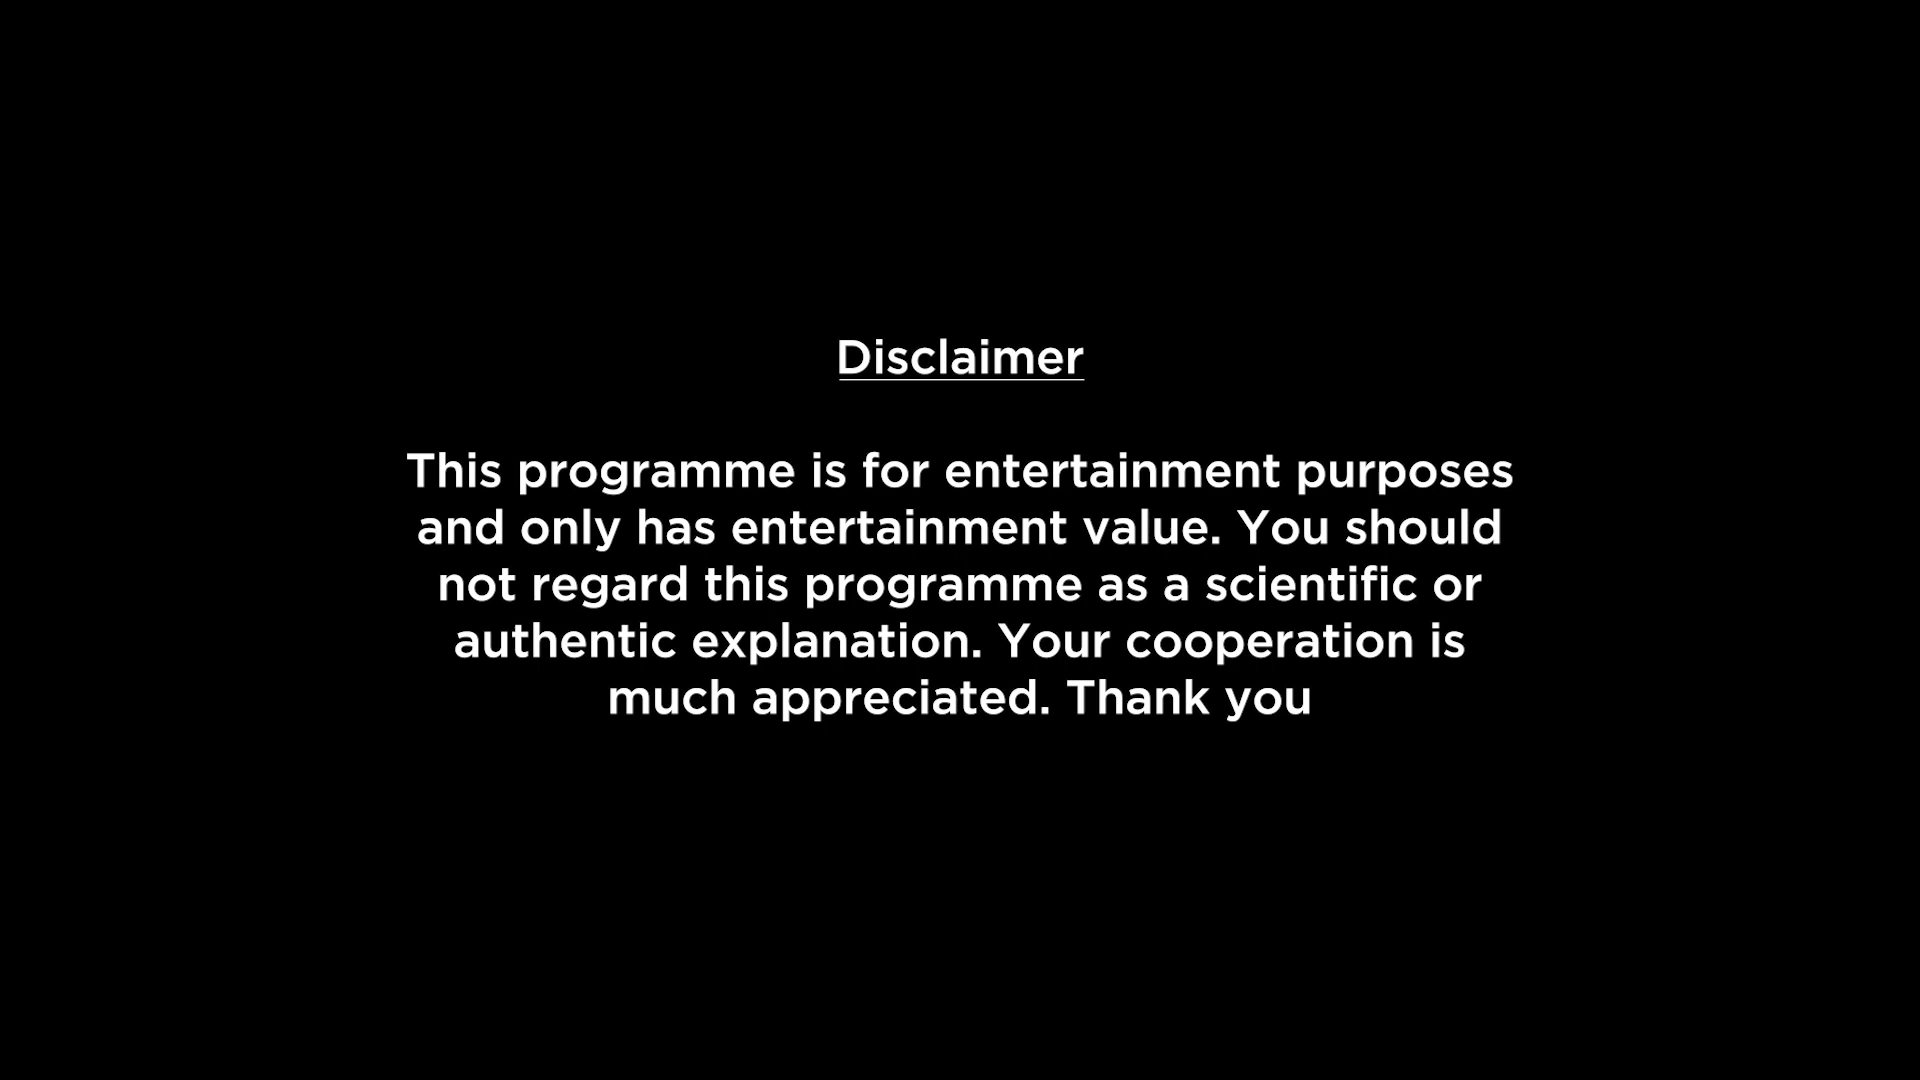 Disclaimer
This programme is for entertainment purposes
and only has entertainment value. You should
not regard this programme as a scientific or
authentic explanation. Your cooperation is
much appreciated. Thank you